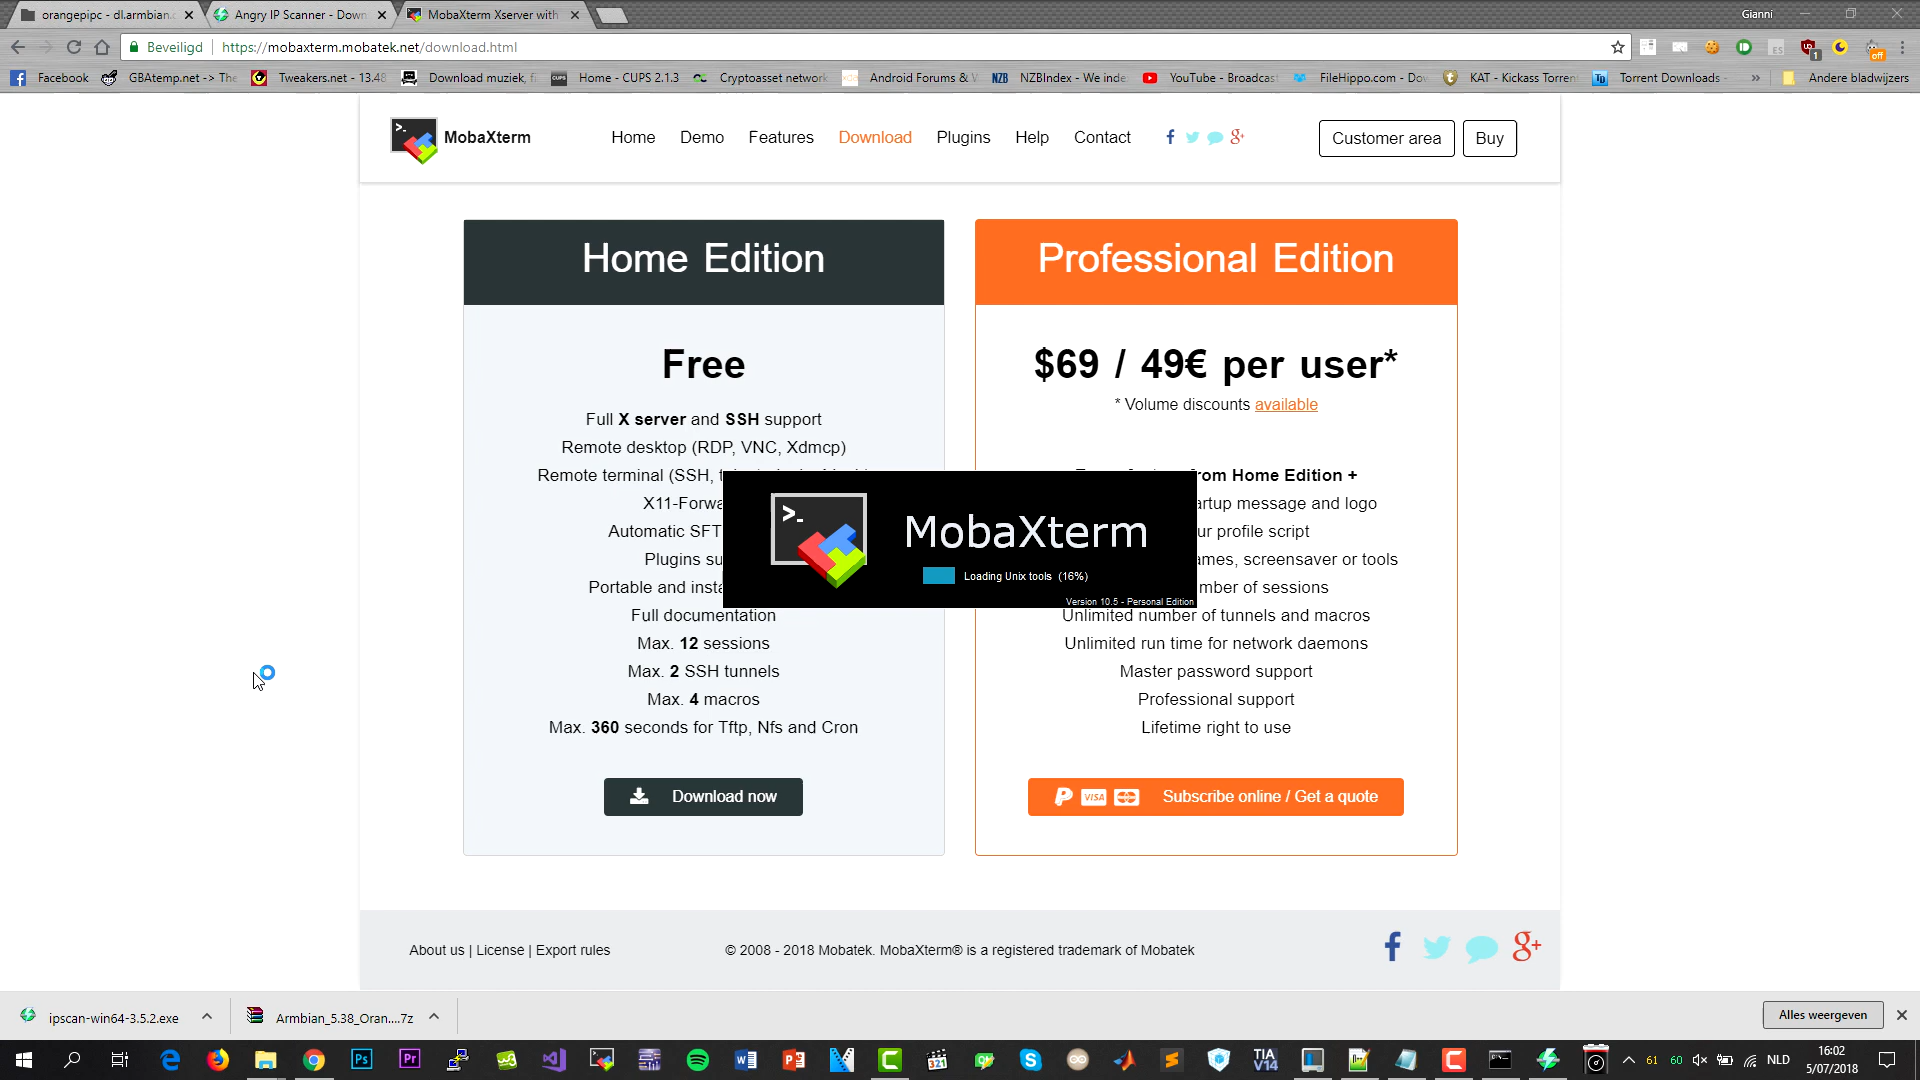 orangepipc - dl.armbian.c
Angry IP Scanner - Down
MobaXterm Xserver with
Gianni
Beveiligd
https://mobaxterm.mobatek.net/download.html
Facebook
GBAtemp.net -> The
Tweakers.net - 13.48
Download muziek, fi
Home - CUPS 2.1.3
Cryptoasset network
Android Forums &
NZBIndex - We inde
YouTube - Broadcas
FileHippo.com - Dow
KAT - Kickass Torrent
Torrent Downloads -
Andere bladwijzers
MobaXterm
Home
Demo
Features
Download
Plugins
Help
Contact
Customer area
Buy
Home Edition
Professional Edition
Free
$69 / 49€ per user*
* Volume discounts available
Full X server and SSH support
Remote desktop (RDP, VNC, Xdmcp)
Remote terminal (SSH,
rom Home Edition +
X11-Forwa
artup message and logo
Automatic SFT
ur profile script
Plugins su
ames, screensaver or tools
Portable and insta
mber of sessions
>_
MobaXterm
Loading Unix tools (16%)
Version 10.5 - Personal Edition
Full documentation
Unlimited number of tunnels and macros
Max. 12 sessions
Unlimited run time for network daemons
Max. 2 SSH tunnels
Master password support
Max. 4 macros
Professional support
Max. 360 seconds for Tftp, Nfs and Cron
Lifetime right to use
Download now
VISA
Subscribe online / Get a quote
About us | License | Export rules
© 2008 - 2018 Mobatek. MobaXterm® is a registered trademark of Mobatek
ipscan-win64-3.5.2.exe
Armbian_5.38_Oran....7z
Alles weergeven
61
60
NLD
16:02
5/07/2018